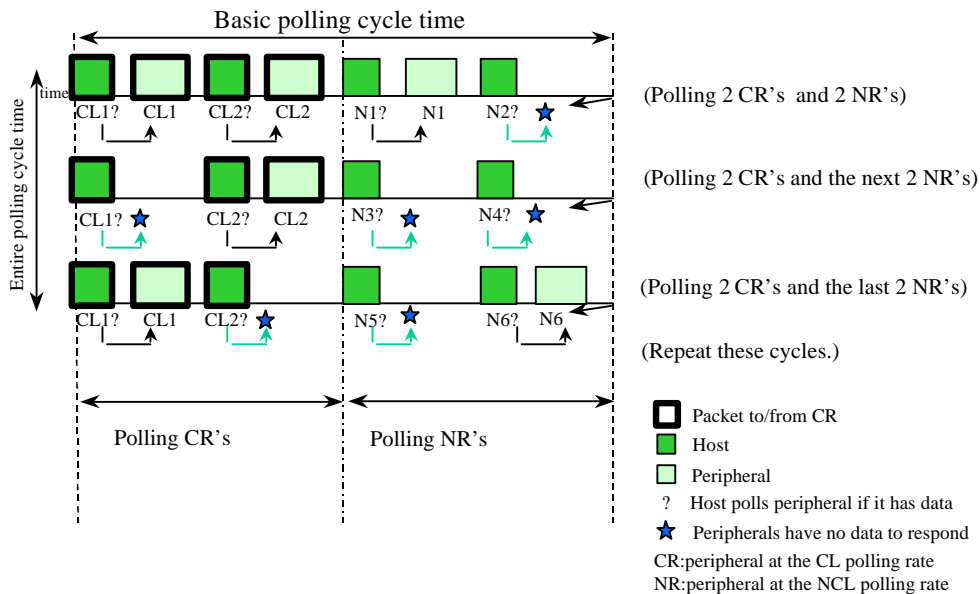 Basic polling cycle time
Entire polling cycle time
time
CL1? CL1 CL2? CL2 N1? N1 N2?
(Polling 2 CR's and 2 NR's)
CL1? CL2? CL2 N3? N4?
(Polling 2 CR's and the next 2 NR's)
CL1? CL1 CL2? N5? N6? N6
(Polling 2 CR's and the last 2 NR's)
(Repeat these cycles.)
Polling CR's
Polling NR's
Packet to/from CR
Host
Peripheral
? Host polls peripheral if it has data
Peripherals have no data to respond
CR:peripheral at the CL polling rate
NR:peripheral at the NCL polling rate